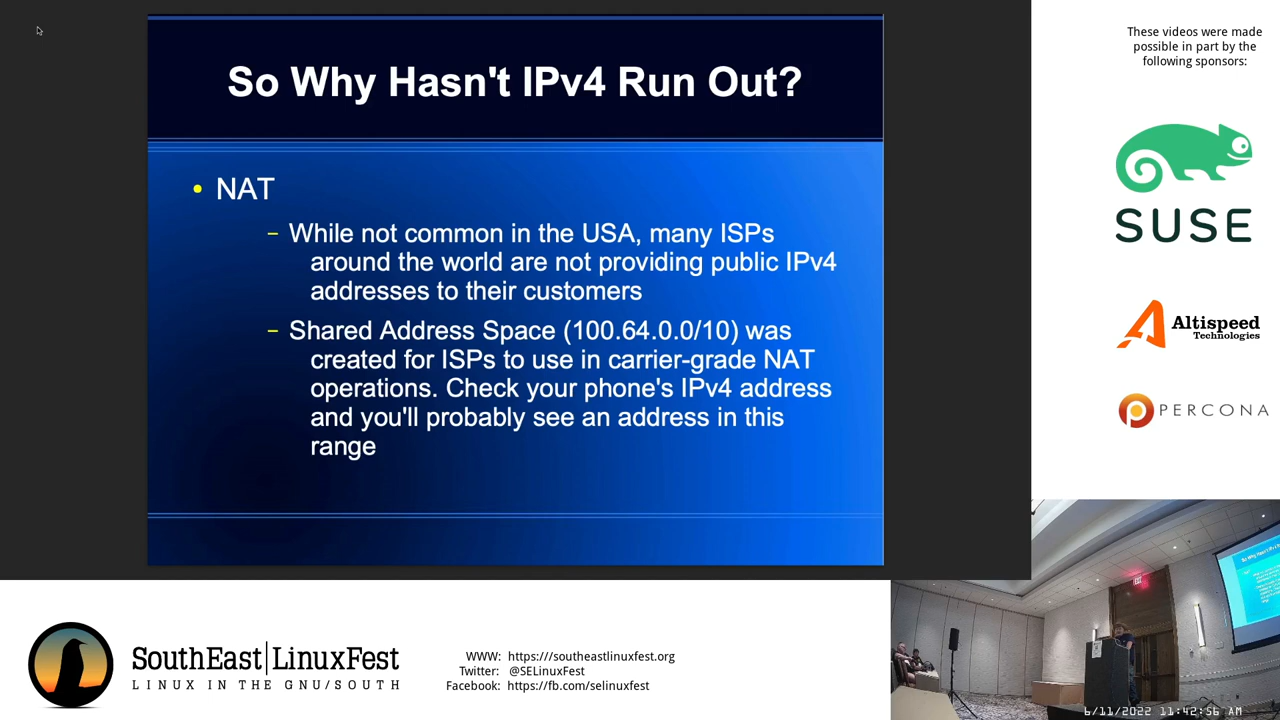 So Why Hasn't IPv4 Run Out?
• NAT
– While not common in the USA, many ISPs
around the world are not providing public IPv4
addresses to their customers
– Shared Address Space (100.64.0.0/10) was
created for ISPs to use in carrier-grade NAT
operations. Check your phone's IPv4 address
and you'll probably see an address in this
range
These videos were made
possible in part by the
following sponsors:
SUSE
Altispeed
Technologies
PERCONA
SouthEast|LinuxFest
LINUX IN THE GNU/SOUTH
WWW: https:///southeastlinuxfest.org
Twitter: @SELinuxFest
Facebook: https://fb.com/selinuxfest
6/11/2022 11:42:56 AM